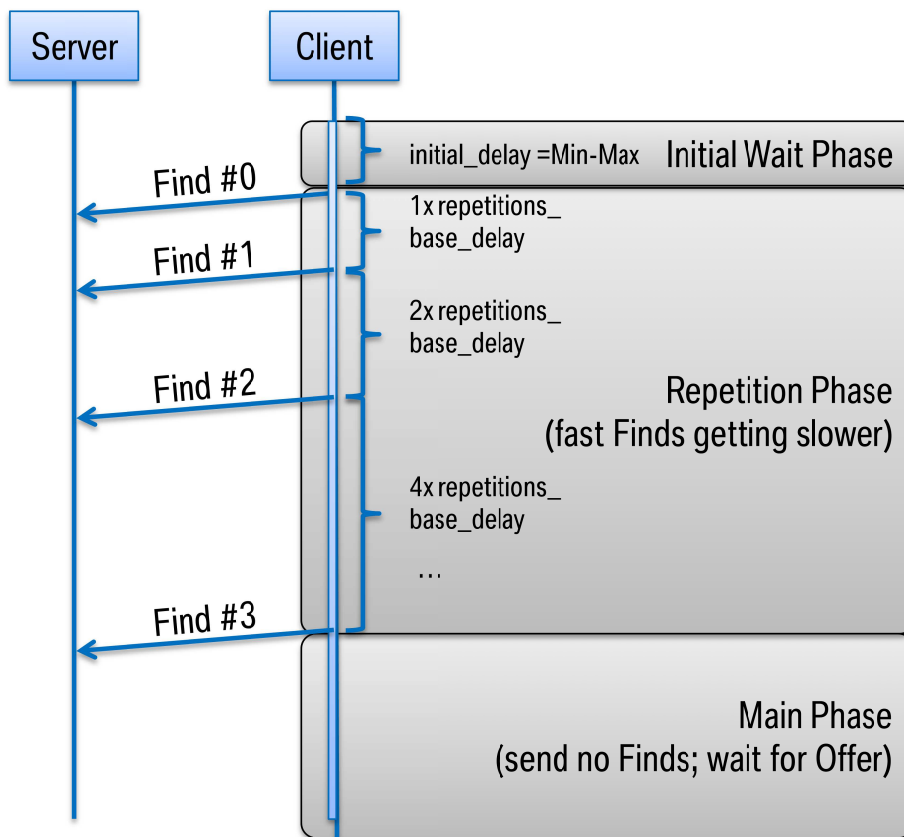 Server
Client
initial_delay =Min-Max
Initial Wait Phase
Find #0
1x repetitions_
base_delay
Find #1
2x repetitions_
base_delay
Find #2
Repetition Phase
(fast Finds getting slower)
4x repetitions_
base_delay
...
Find #3
Main Phase
(send no Finds; wait for Offer)